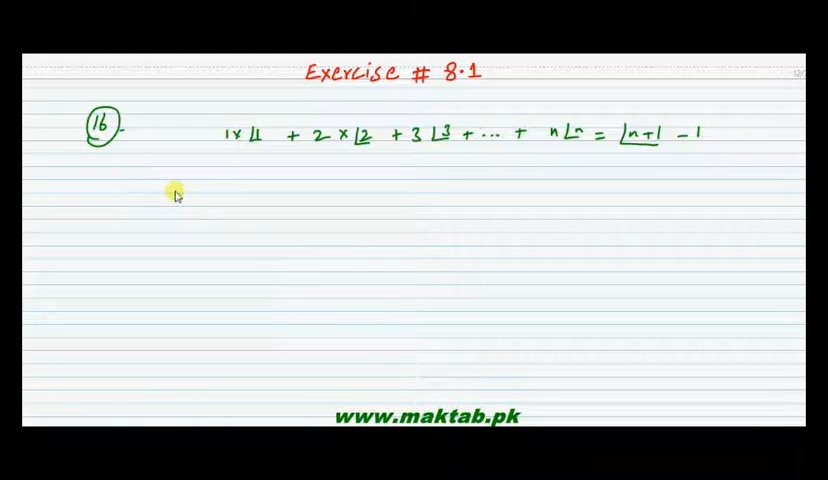 Exercise # 8.1
16. 1×∟1 + 2×∟2 + 3∟3 + ... + n∟n = ∟n+1 - 1
www.maktab.pk